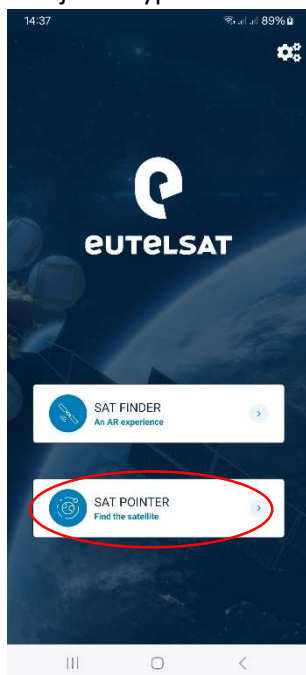 14:37 89%
eutelsat
SAT FINDER
An AR experience
SAT POINTER
Find the satellite